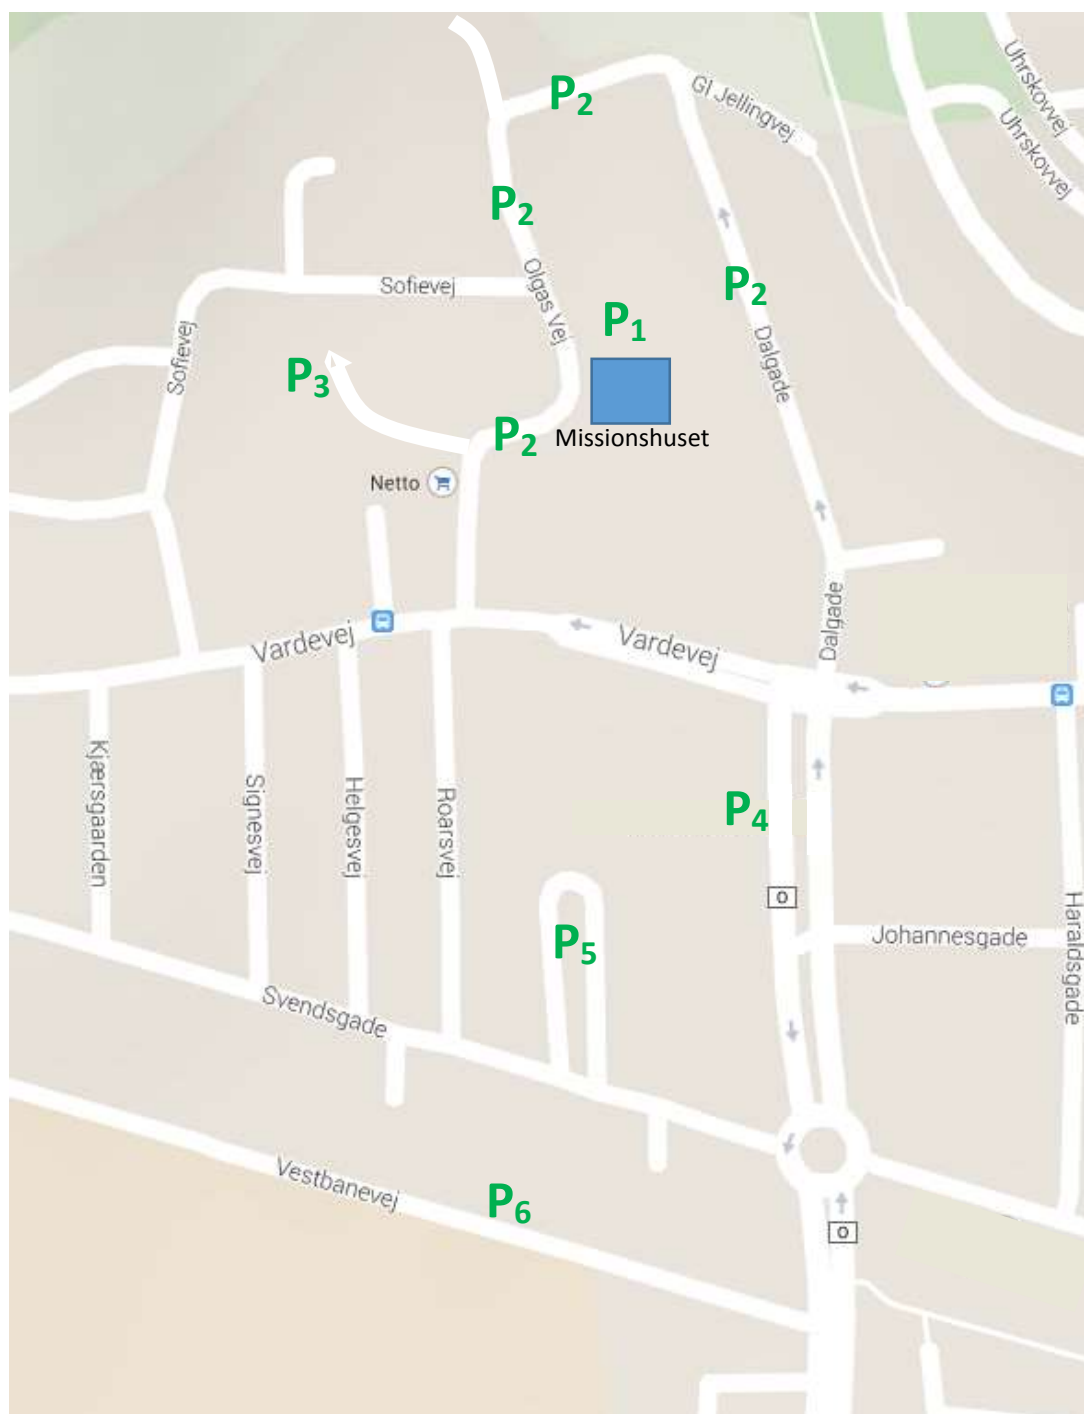 P2
Gl Jellingvej
Uhrskovvej
Uhrskovvej
P2
Olgas Vej
Sofievej
P2
P1
Sofievej
P3
Dalgade
P2
Missionshuset
Netto
Dalgade
Vardevej
Vardevej
Kjærsgaarden
Signesvej
Helgesvej
Roarsvej
P4
O
P5
Johannesgade
Haraldsgade
Svendsgade
Vestbanevej
P6
O